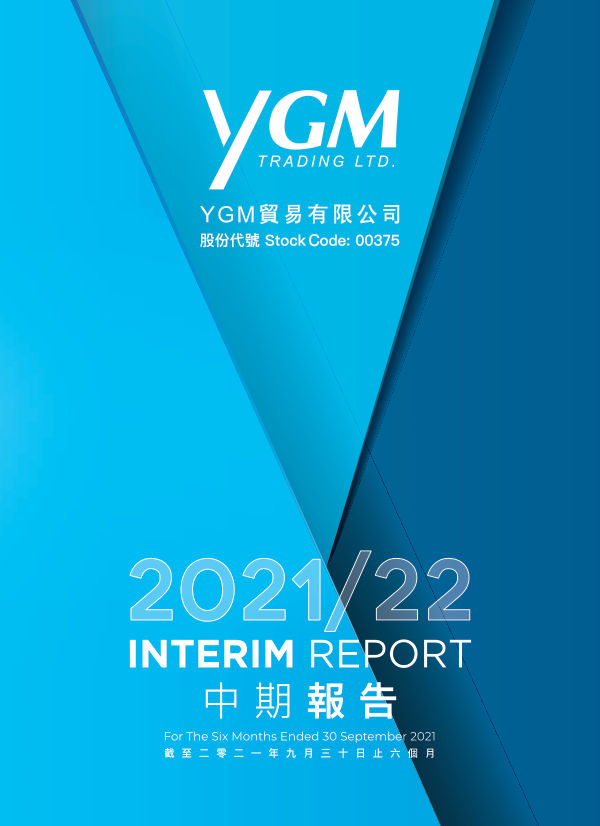 YGM
TRADING LTD.
YGM貿易有限公司
股份代號 Stock Code: 00375
2021/22
INTERIM REPORT
中期報告
For The Six Months Ended 30 September 2021
截至二零二一年九月三十日止六個月